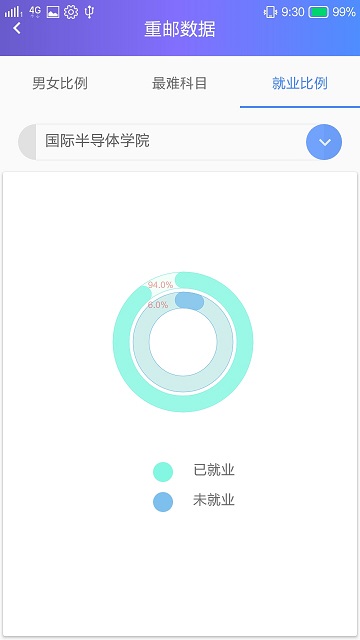 4G
9:30
99%
重邮数据
男女比例
最难科目
就业比例
国际半导体学院
94.0%
6.0%
已就业
未就业